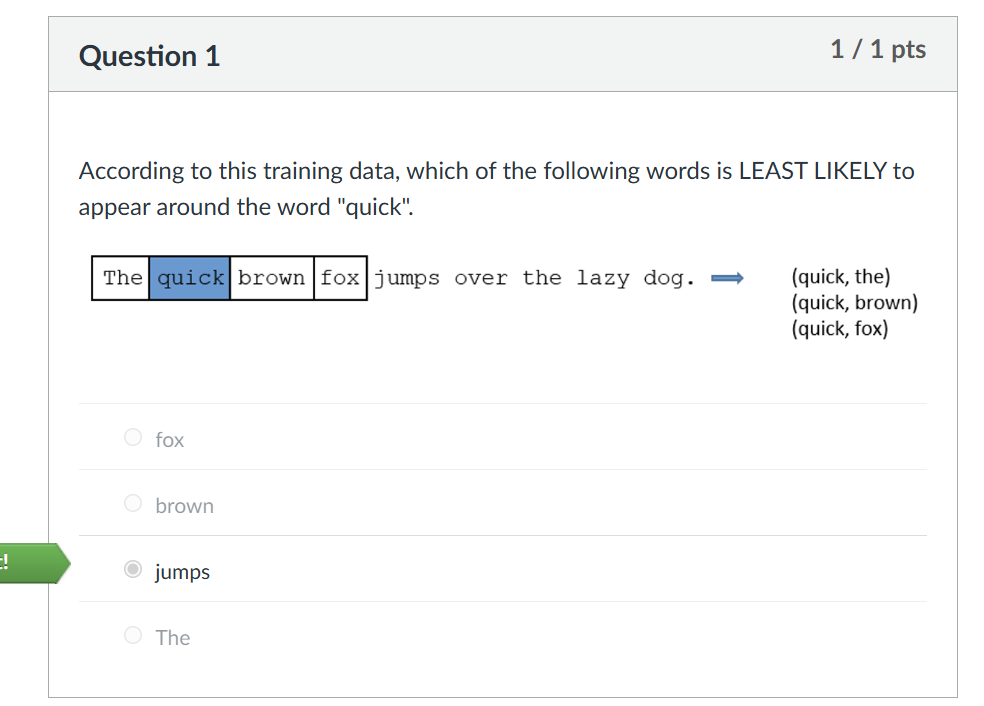 Question 1
1 / 1 pts
According to this training data, which of the following words is LEAST LIKELY to
appear around the word "quick".
The quick brown fox jumps over the lazy dog.
(quick, the)
(quick, brown)
(quick, fox)
fox
brown
jumps
The